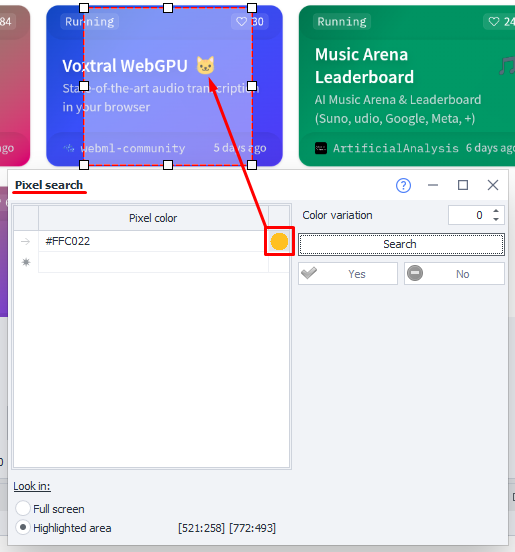 84
Running
30
Running
24
Voxtral WebGPU
State-of-the-art audio transcription
in your browser
Music Arena
Leaderboard
AI Music Arena & Leaderboard
(Suno, udio, Google, Meta, +)
ago
webml-community
5 days ago
ArtificialAnalysis
6 days ago
Pixel search
?
Pixel color
Color variation
0
#FFC022
Search
Yes
No
Look in:
Full screen
Highlighted area
[521:258] [772:493]